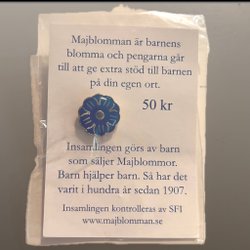 Majblomman är barnens
blomma och pengarna går
till att ge extra stöd till barnen
på din egen ort.
50 kr
Insamlingen görs av barn
som säljer Majblommor.
Barn hjälper barn. Så har det
varit i hundra år sedan 1907.
Insamlingen kontrolleras av SFI
www.majblomman.se